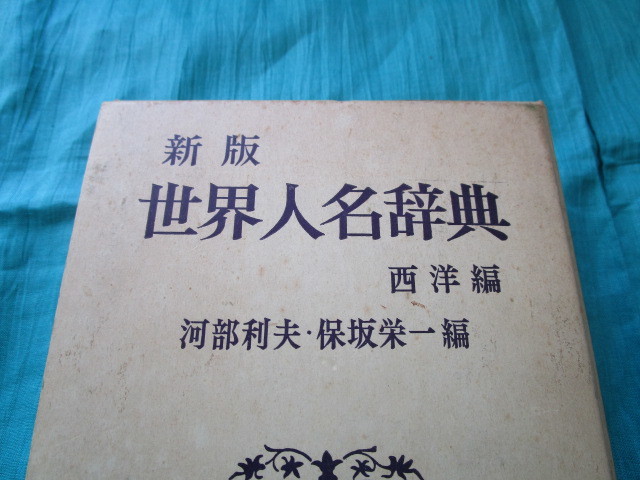 新版
世界人名辞典
西洋編
河部利夫・保坂栄一編